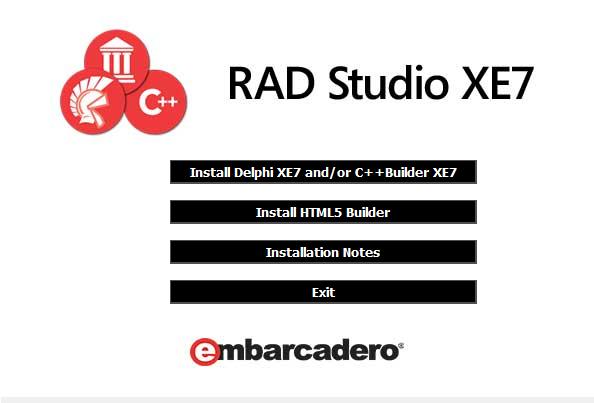 C++
RAD Studio XE7
Install Delphi XE7 and/or C++Builder XE7
Install HTML5 Builder
Installation Notes
Exit
embarcadero®